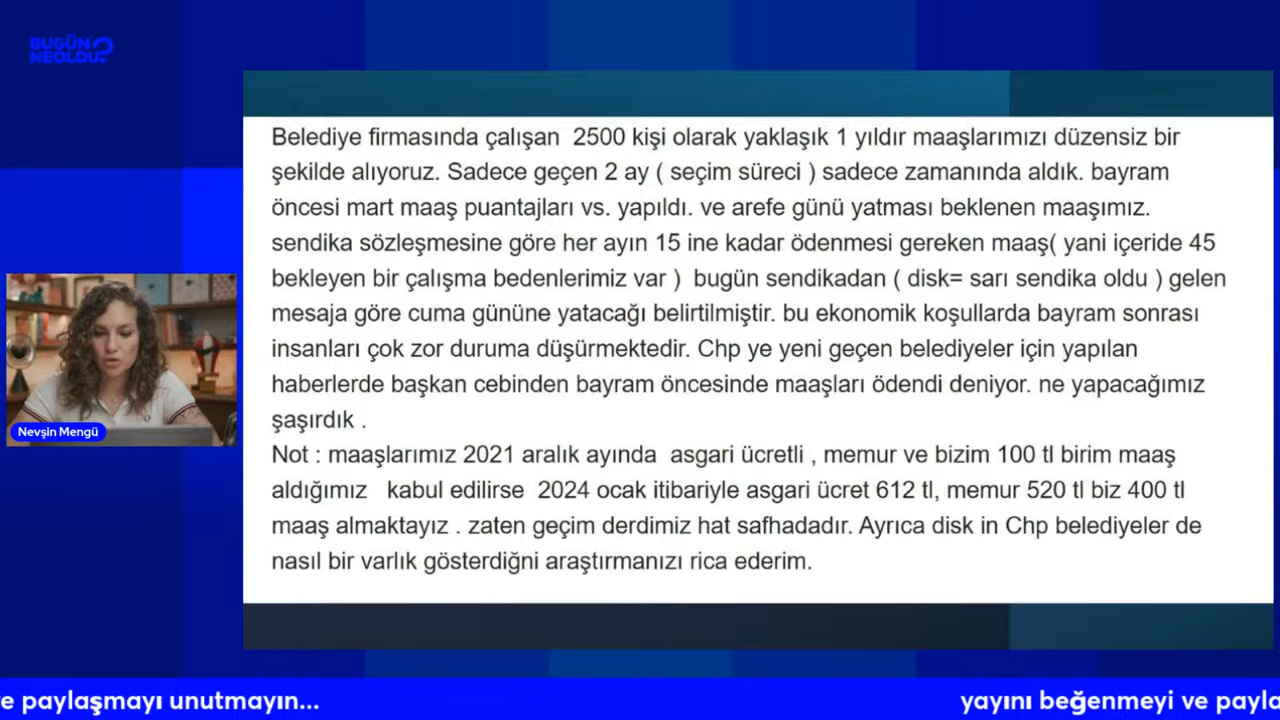 BUGÜN
NEOLDU?
Belediye firmasında çalışan  2500 kişi olarak yaklaşık 1 yıldır maaşlarımızı düzensiz bir
şekilde alıyoruz. Sadece geçen 2 ay ( seçim süreci ) sadece zamanında aldık. bayram
öncesi mart maaş puantajları vs. yapıldı. ve arefe günü yatması beklenen maaşımız.
sendika sözleşmesine göre her ayın 15 ine kadar ödenmesi gereken maaş( yani içeride 45
bekleyen bir çalışma bedenlerimiz var )  bugün sendikadan ( disk= sarı sendika oldu ) gelen
mesaja göre cuma gününe yatacağı belirtilmiştir. bu ekonomik koşullarda bayram sonrası
insanları çok zor duruma düşürmektedir. Chp ye yeni geçen belediyeler için yapılan
haberlerde başkan cebinden bayram öncesinde maaşları ödendi deniyor. ne yapacağımız
şaşırdık .
Not : maaşlarımız 2021 aralık ayında  asgari ücretli , memur ve bizim 100 tl birim maaş
aldığımız   kabul edilirse  2024 ocak itibariyle asgari ücret 612 tl, memur 520 tl biz 400 tl
maaş almaktayız . zaten geçim derdimiz hat safhadadır. Ayrıca disk in Chp belediyeler de
nasıl bir varlık gösterdiğni araştırmanızı rica ederim.
Nevşin Mengü
ve paylaşmayı unutmayın... yayını beğenmeyi ve payla